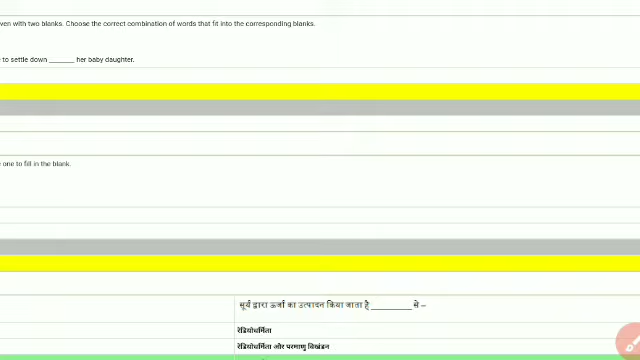 ven with two blanks. Choose the correct combination of words that fit into the corresponding blanks.
to settle down _______ her baby daughter.
one to fill in the blank.
सूर्य द्वारा ऊर्जा का उत्पादन किया जाता है __________ से –
रेडियोधर्मिता
रेडियोधर्मिता और परमाणु विखंडन